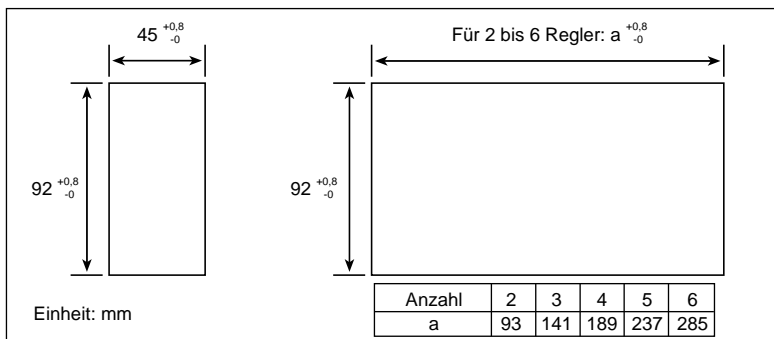 45 +0,8 -0
Für 2 bis 6 Regler: a +0,8 -0
92 +0,8 -0
92 +0,8 -0
Einheit: mm
Anzahl 2 3 4 5 6
a 93 141 189 237 285